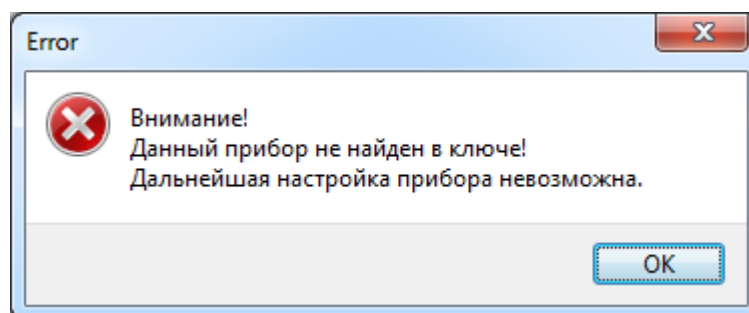 Error
Внимание!
Данный прибор не найден в ключе!
Дальнейшая настройка прибора невозможна.
OK